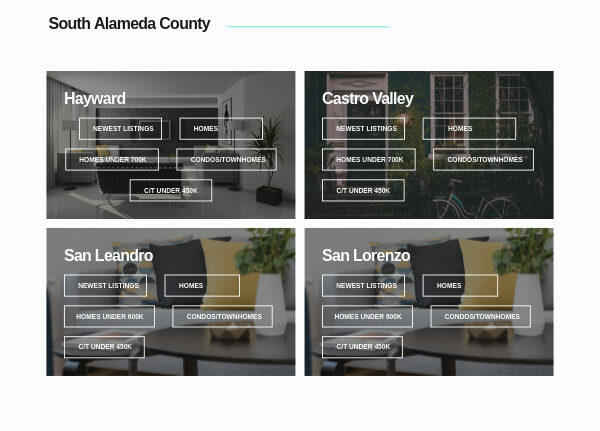 South Alameda County
Hayward
NEWEST LISTINGS HOMES
HOMES UNDER 700K CONDOS/TOWNHOMES
C/T UNDER 450K
Castro Valley
NEWEST LISTINGS HOMES
HOMES UNDER 700K CONDOS/TOWNHOMES
C/T UNDER 450K
San Leandro
NEWEST LISTINGS HOMES
HOMES UNDER 600K CONDOS/TOWNHOMES
C/T UNDER 450K
San Lorenzo
NEWEST LISTINGS HOMES
HOMES UNDER 600K CONDOS/TOWNHOMES
C/T UNDER 450K